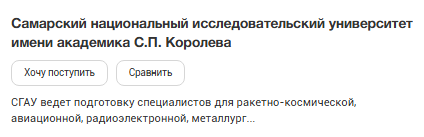 Самарский национальный исследовательский университет
имени академика С.П. Королева
Хочу поступить Сравнить
СГАУ ведет подготовку специалистов для ракетно-космической,
авиационной, радиоэлектронной, металлург...